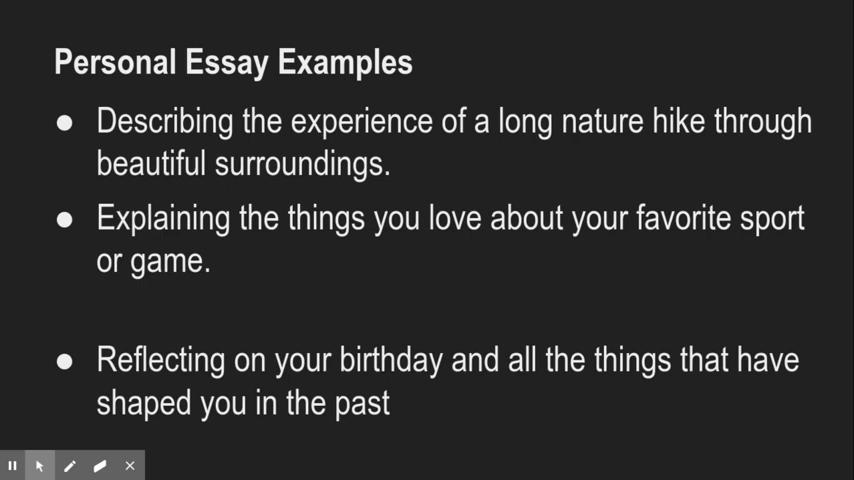 Personal Essay Examples
● Describing the experience of a long nature hike through
beautiful surroundings.
● Explaining the things you love about your favorite sport
or game.
● Reflecting on your birthday and all the things that have
shaped you in the past